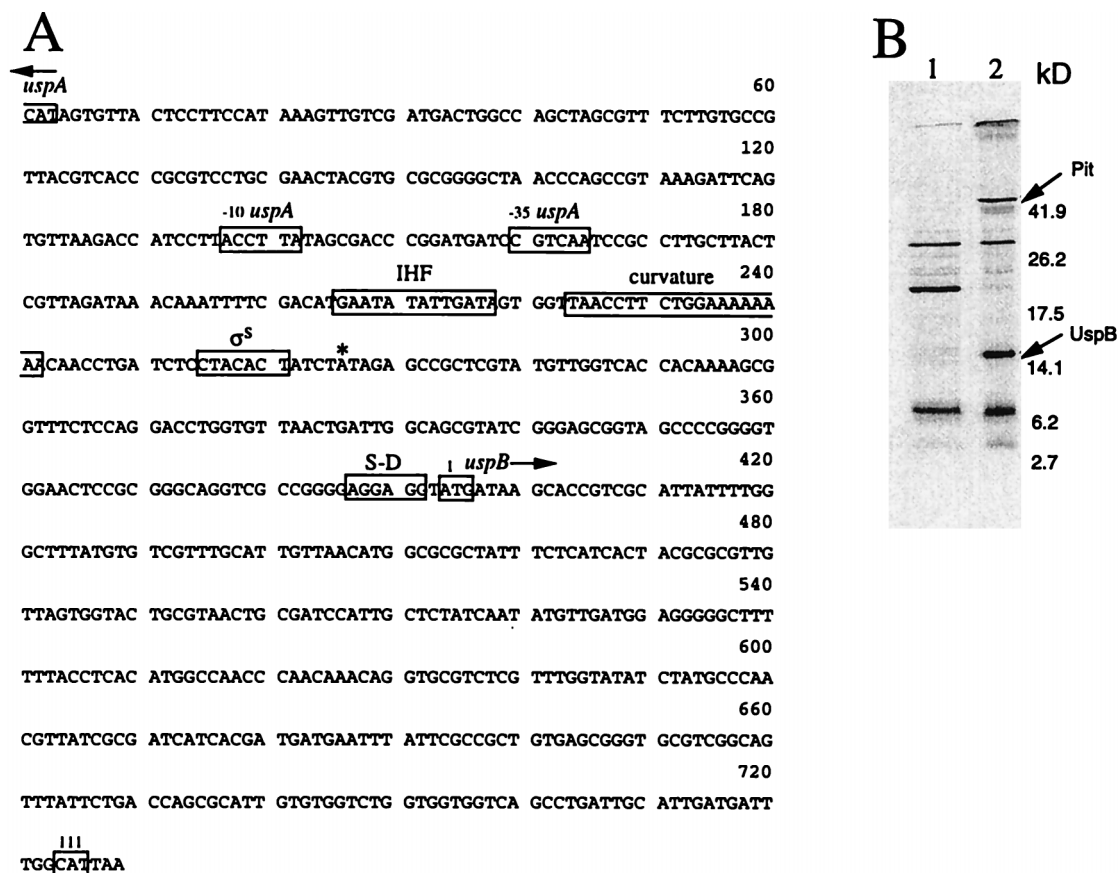 A
uspA
60
CATAGTGTTA CTCCTTCCAT AAAGTTGTCG ATGACTGGCC AGCTAGCGTT TCTTGTGCCG
120
TTACGTCACC CGCGTCCTGC GAACTACGTG CGCGGGGCTA ACCCAGCCGT AAAGATTCAG
-10 uspA -35 uspA 180
TGTTAAGACC ATCCTTACCT TATAGCGACC CGGATGATCC GTCAATCCGC CTTGCTTACT
IHF curvature 240
CGTTAGATAA ACAAATTTTCG GACATGAATA TATTGATAGT GGTTAACCTT CTGGAAAAAA
σS * 300
AACAACCTGA TCTCCTACAC TATCTATAGA GCCGCTCGTA TGTTGGTCAC CACAAAAGCG
360
GTTTCTCCAG GACCTGGTGT TAACTGATTG GCAGCGTATC GGGAGCGGTA GCCCCGGGGT
S-D 1 uspB 420
GGAACTCCGC GGGCAGGTCG CCGGGGAGGA GGTATGATAA GCACCGTCGC ATTATTTTGG
480
GCTTTATGTG TCGTTTGCAT TGTTAACATG GCGCGCTATT TCTCATCACT ACGCGCGTTG
540
TTAGTGGTAC TGCGTAACTG CGATCCATTG CTCTATCAAT ATGTTGATGG AGGGGGCTTT
600
TTTACCTCAC ATGGCCAACC CAACAAACAG GTGCGTCTCG TTTGGTATAT CTATGCCCAA
660
CGTTATCGCG ATCATCACGA TGATGAATTT ATTCGCCGCT GTGAGCGGGT GCGTCGGCAG
720
TTTATTCTGA CCAGCGCATT GTGTGGTCTG GTGGTGGTCA GCCTGATTGC ATTGATGATT
111
TGGCATTAA
B
1 2 kD
Pit
41.9
26.2
17.5
UspB
14.1
6.2
2.7